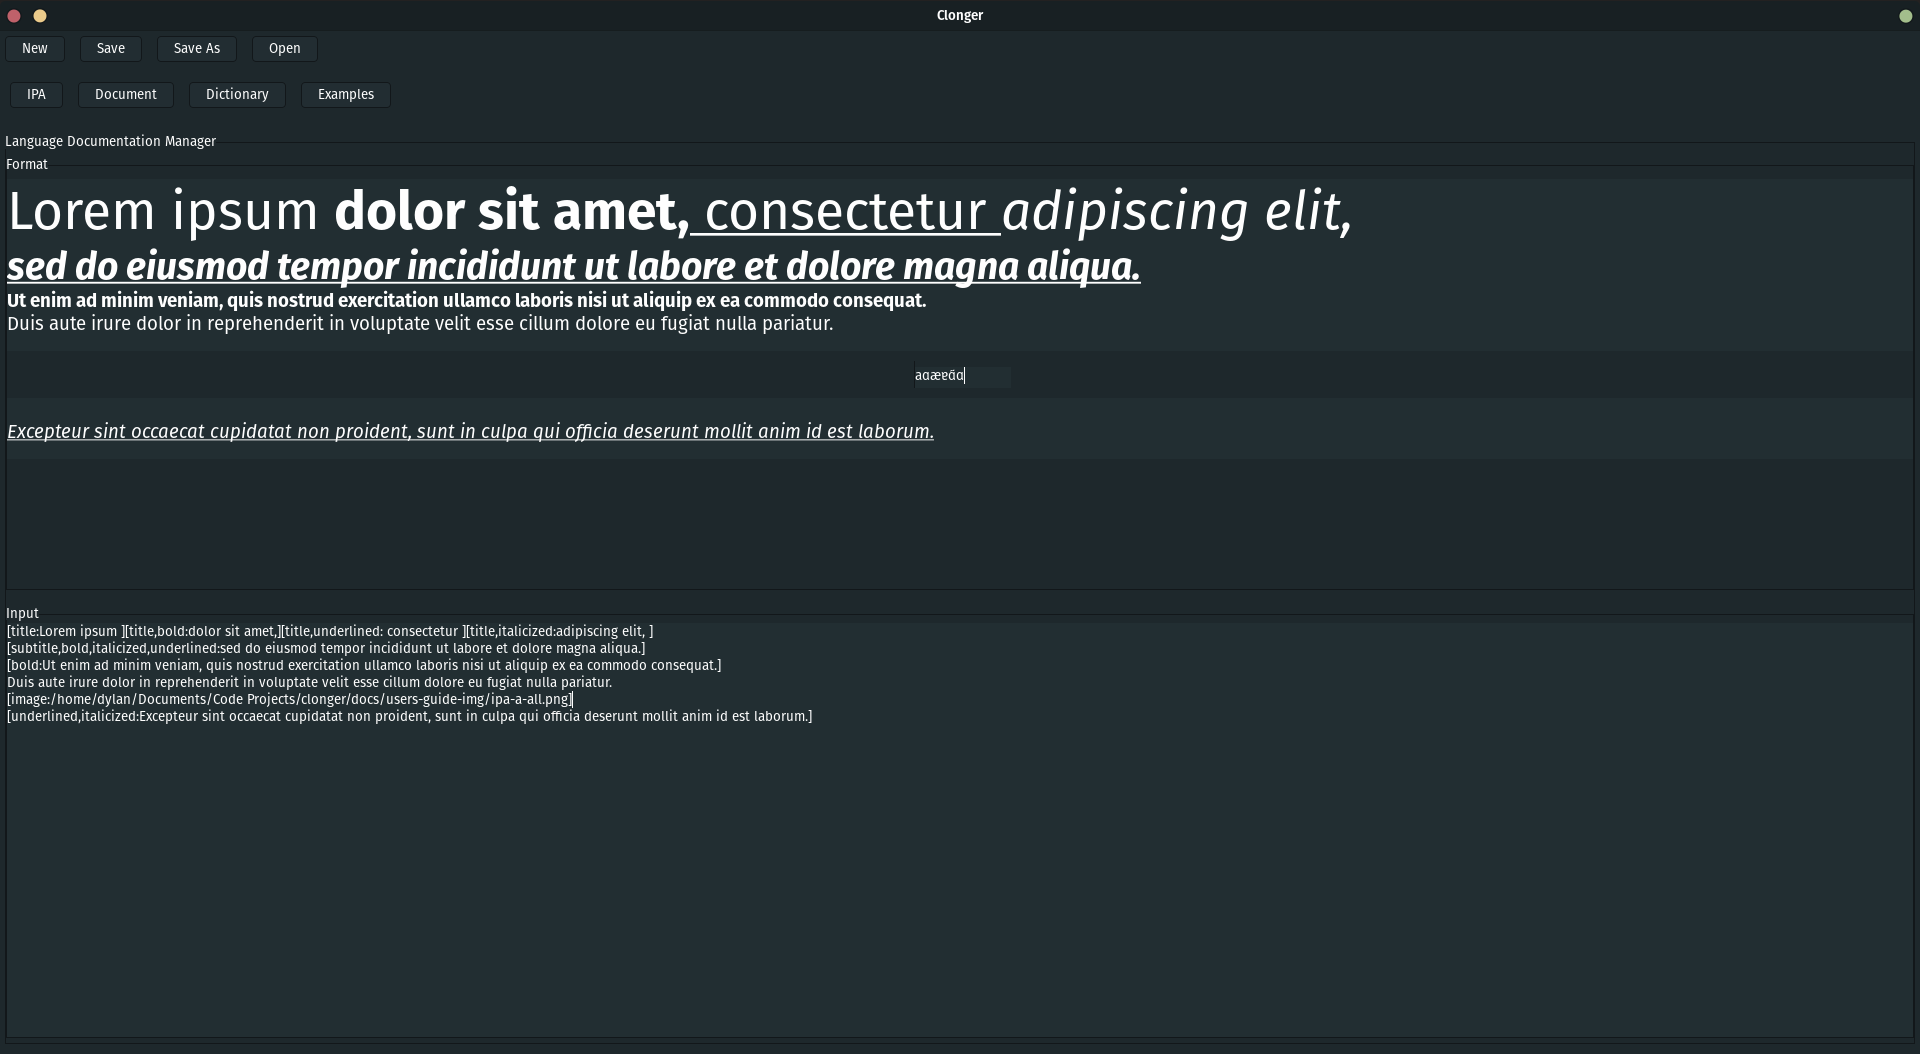 Clonger
New Save Save As Open
IPA Document Dictionary Examples
Language Documentation Manager
Format
Lorem ipsum dolor sit amet, consectetur adipiscing elit,
sed do eiusmod tempor incididunt ut labore et dolore magna aliqua.
Ut enim ad minim veniam, quis nostrud exercitation ullamco laboris nisi ut aliquip ex ea commodo consequat.
Duis aute irure dolor in reprehenderit in voluptate velit esse cillum dolore eu fugiat nulla pariatur.
Excepteur sint occaecat cupidatat non proident, sunt in culpa qui officia deserunt mollit anim id est laborum.
Input
[title:Lorem ipsum ][title,bold:dolor sit amet,][title,underlined: consectetur ][title,italicized:adipiscing elit, ]
[subtitle,bold,italicized,underlined:sed do eiusmod tempor incididunt ut labore et dolore magna aliqua.]
[bold:Ut enim ad minim veniam, quis nostrud exercitation ullamco laboris nisi ut aliquip ex ea commodo consequat.]
Duis aute irure dolor in reprehenderit in voluptate velit esse cillum dolore eu fugiat nulla pariatur.
[image:/home/dylan/Documents/Code Projects/clonger/docs/users-guide-img/ipa-a-all.png]
[underlined,italicized:Excepteur sint occaecat cupidatat non proident, sunt in culpa qui officia deserunt mollit anim id est laborum.]